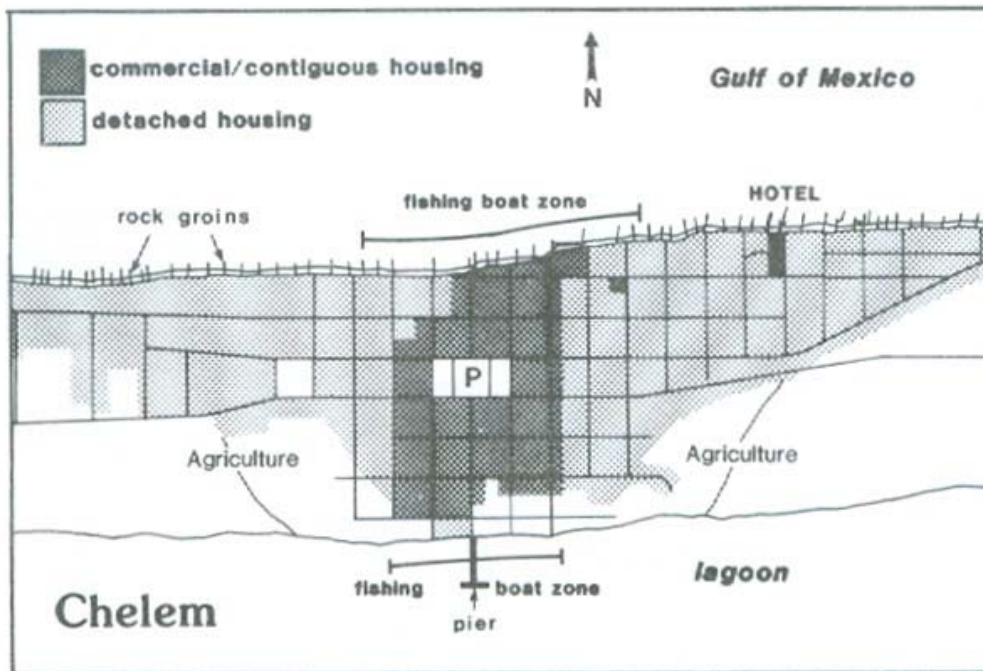 commercial/contiguous housing
detached housing
N
Gulf of Mexico
HOTEL
fishing boat zone
rock groins
P
Agriculture
Agriculture
lagoon
fishing boat zone
pier
Chelem